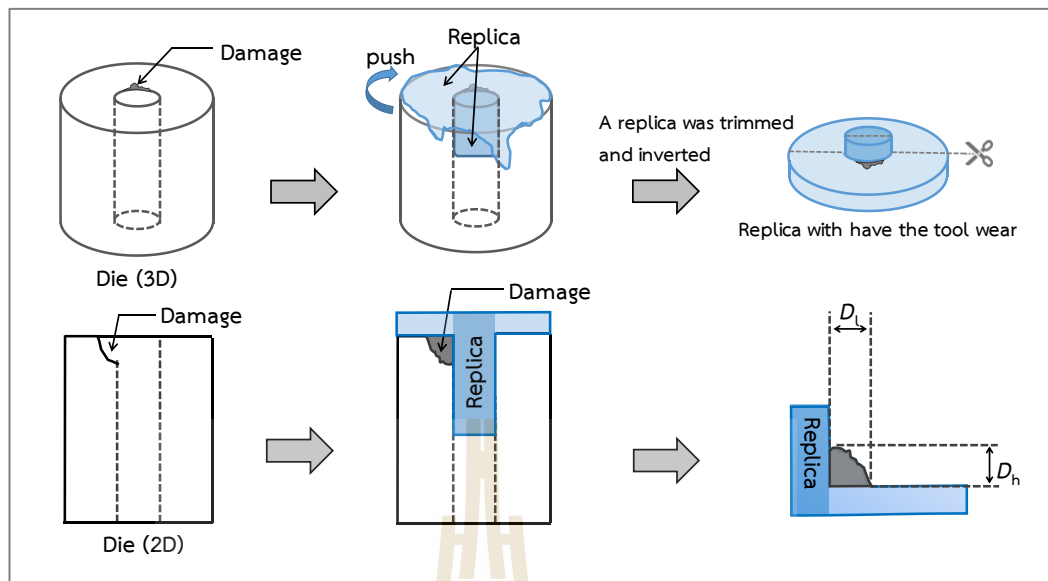 Damage
Replica
push
A replica was trimmed
and inverted
Replica with have the tool wear
Die (3D)
Damage
Damage
Replica
Dl
Replica
Dh
Die (2D)